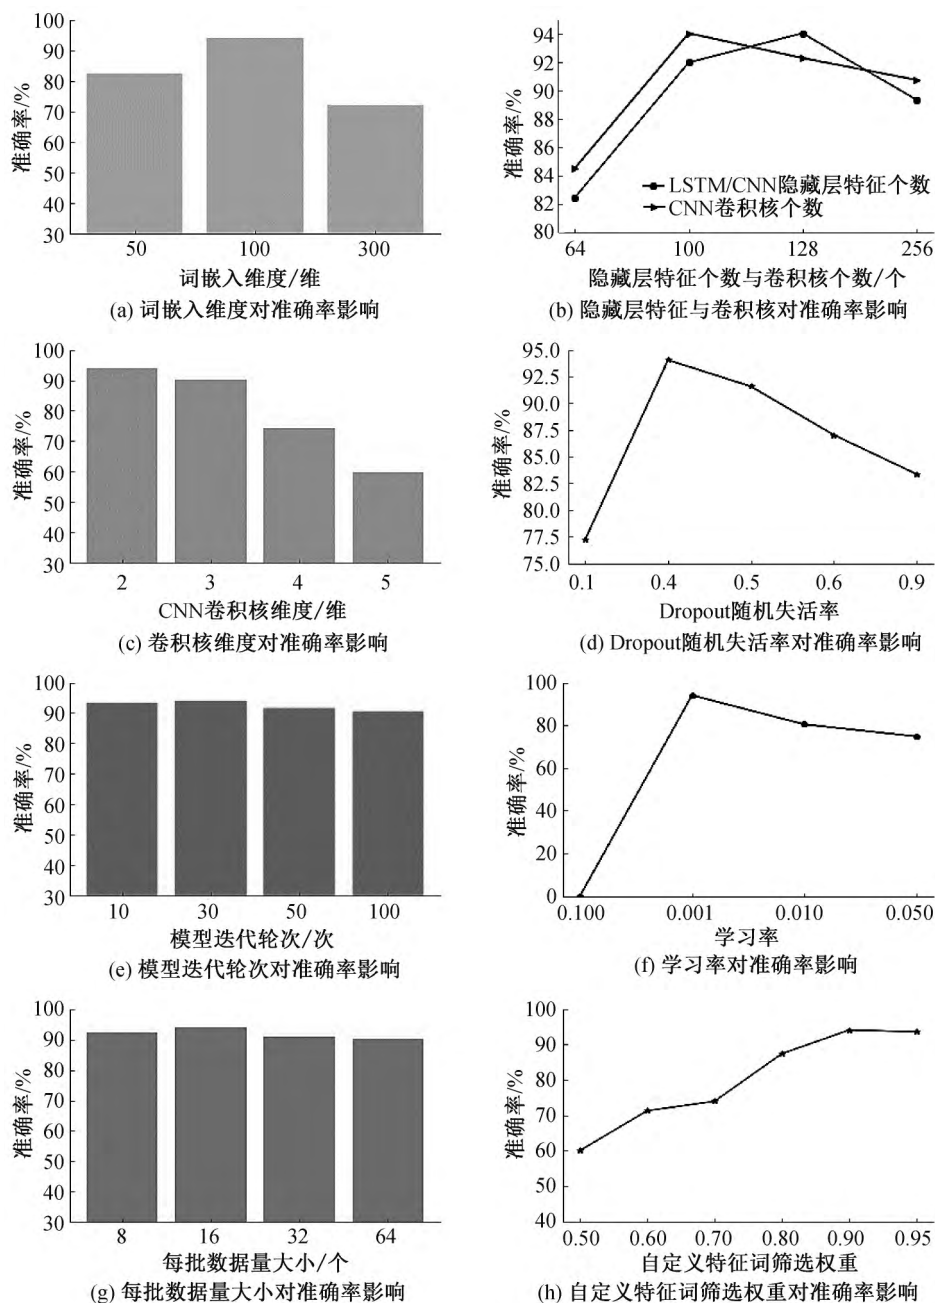 100
90
80
70
60
50
40
30
准确率/%
50 100 300
词嵌入维度/维
(a) 词嵌入维度对准确率影响
94
92
90
88
86
84
82
80
准确率/%
LSTM/CNN隐藏层特征个数
CNN卷积核个数
64 100 128 256
隐藏层特征个数与卷积核个数/个
(b) 隐藏层特征与卷积核对准确率影响
100
90
80
70
60
50
40
30
准确率/%
2 3 4 5
CNN卷积核维度/维
(c) 卷积核维度对准确率影响
95.0
92.5
90.0
87.5
85.0
82.5
80.0
77.5
75.0
准确率/%
0.1 0.4 0.5 0.6 0.9
Dropout随机失活率
(d) Dropout随机失活率对准确率影响
100
90
80
70
60
50
40
30
准确率/%
10 30 50 100
模型迭代轮次/次
(e) 模型迭代轮次对准确率影响
100
80
60
40
20
0
准确率/%
0.100 0.001 0.010 0.050
学习率
(f) 学习率对准确率影响
100
90
80
70
60
50
40
30
准确率/%
8 16 32 64
每批数据量大小/个
(g) 每批数据量大小对准确率影响
100
90
80
70
60
50
40
准确率/%
0.50 0.60 0.70 0.80 0.90 0.95
自定义特征词筛选权重
(h) 自定义特征词筛选权重对准确率影响